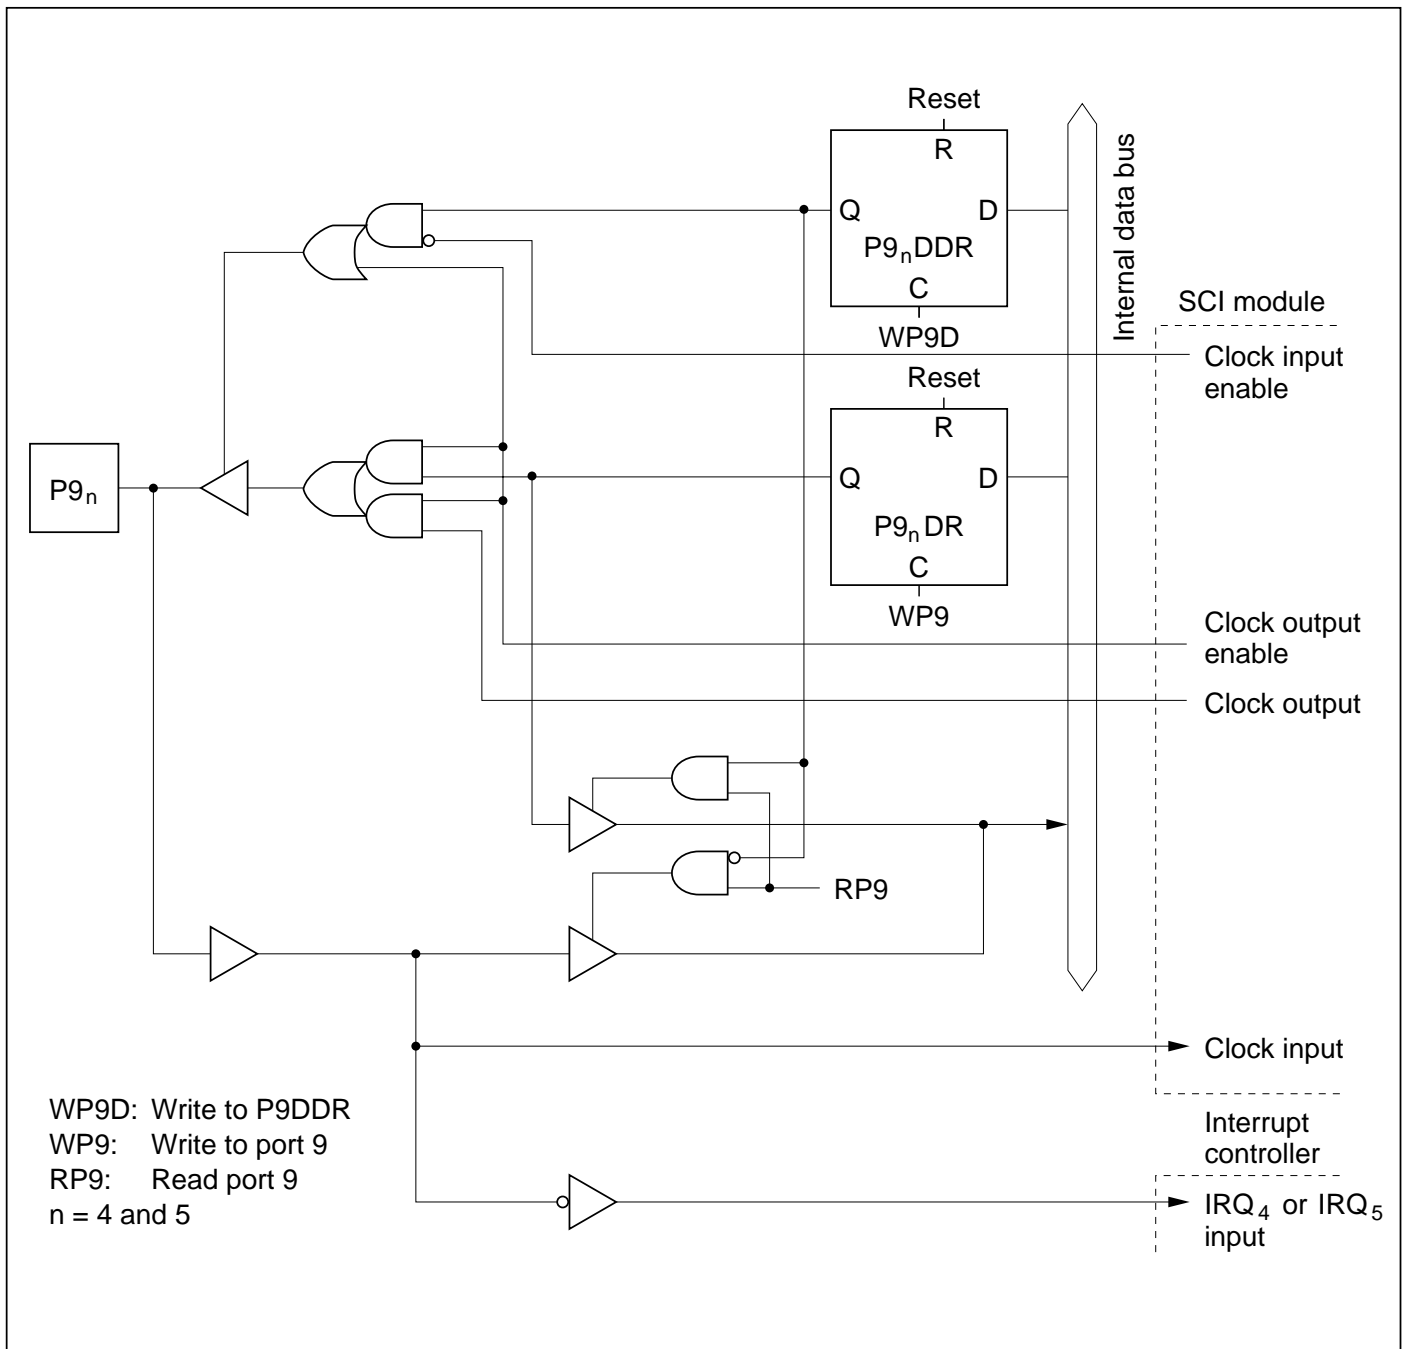 Reset
R
Q
D
P9nDDR
C
WP9D
Internal data bus
SCI module
Clock input
enable
Reset
R
Q
D
P9nDR
C
WP9
P9n
Clock output
enable
Clock output
RP9
Clock input
WP9D: Write to P9DDR
WP9: Write to port 9
RP9: Read port 9
n = 4 and 5
Interrupt
controller
IRQ4 or IRQ5
input